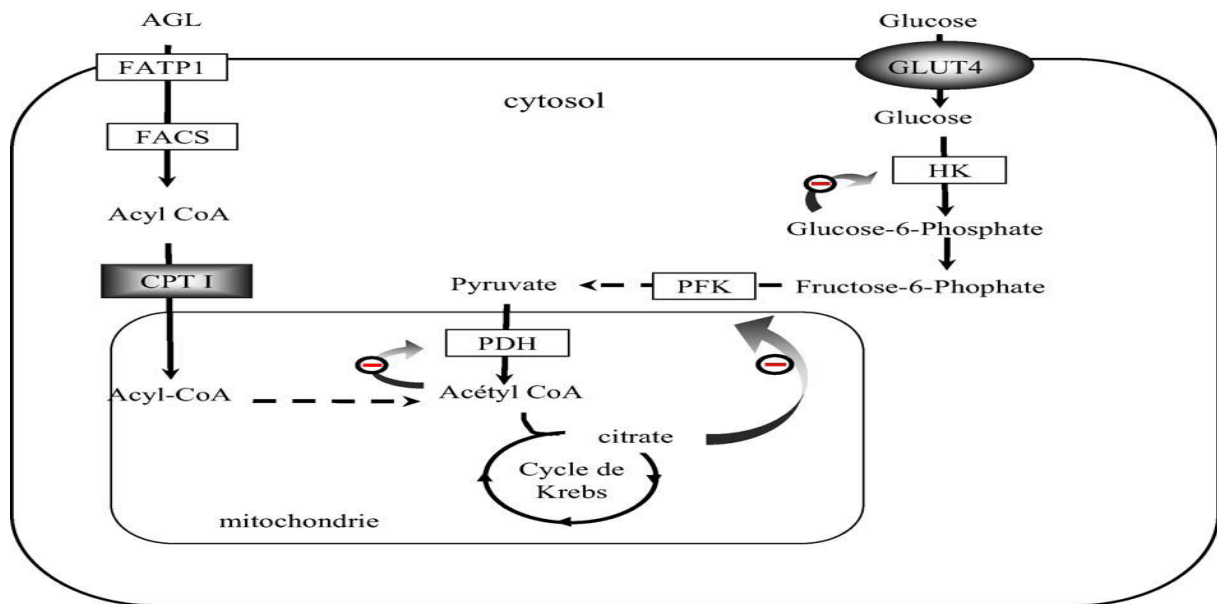 AGL
Glucose
FATP1
GLUT4
cytosol
Glucose
FACS
HK
Acyl CoA
Glucose-6-Phosphate
CPT I
Pyruvate
PFK
Fructose-6-Phophate
PDH
Acyl-CoA
Acétyl CoA
citrate
Cycle de
Krebs
mitochondrie